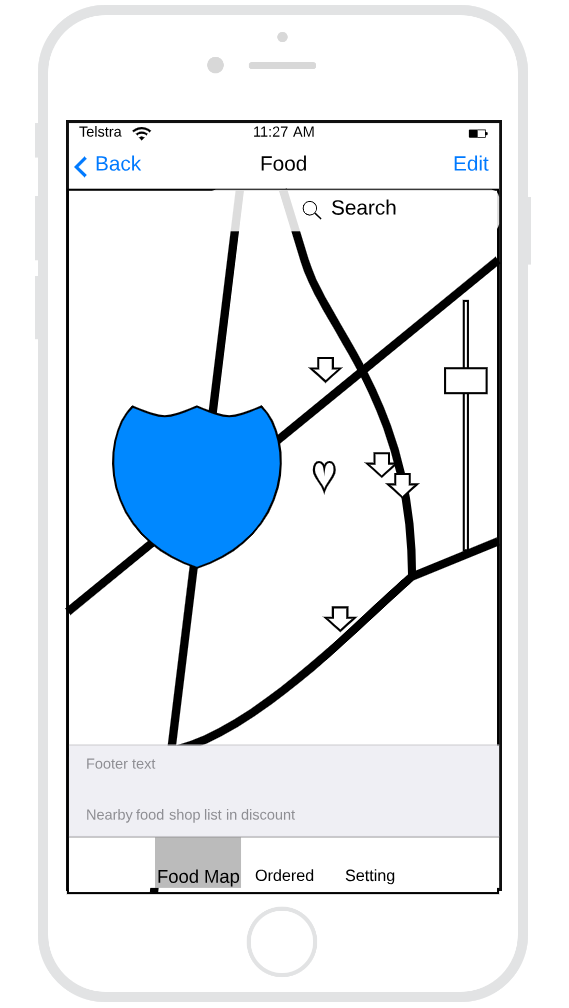 Telstra 11:27 AM
Back Food Edit
Search
Footer text
Nearby food shop list in discount
Food Map Ordered Setting